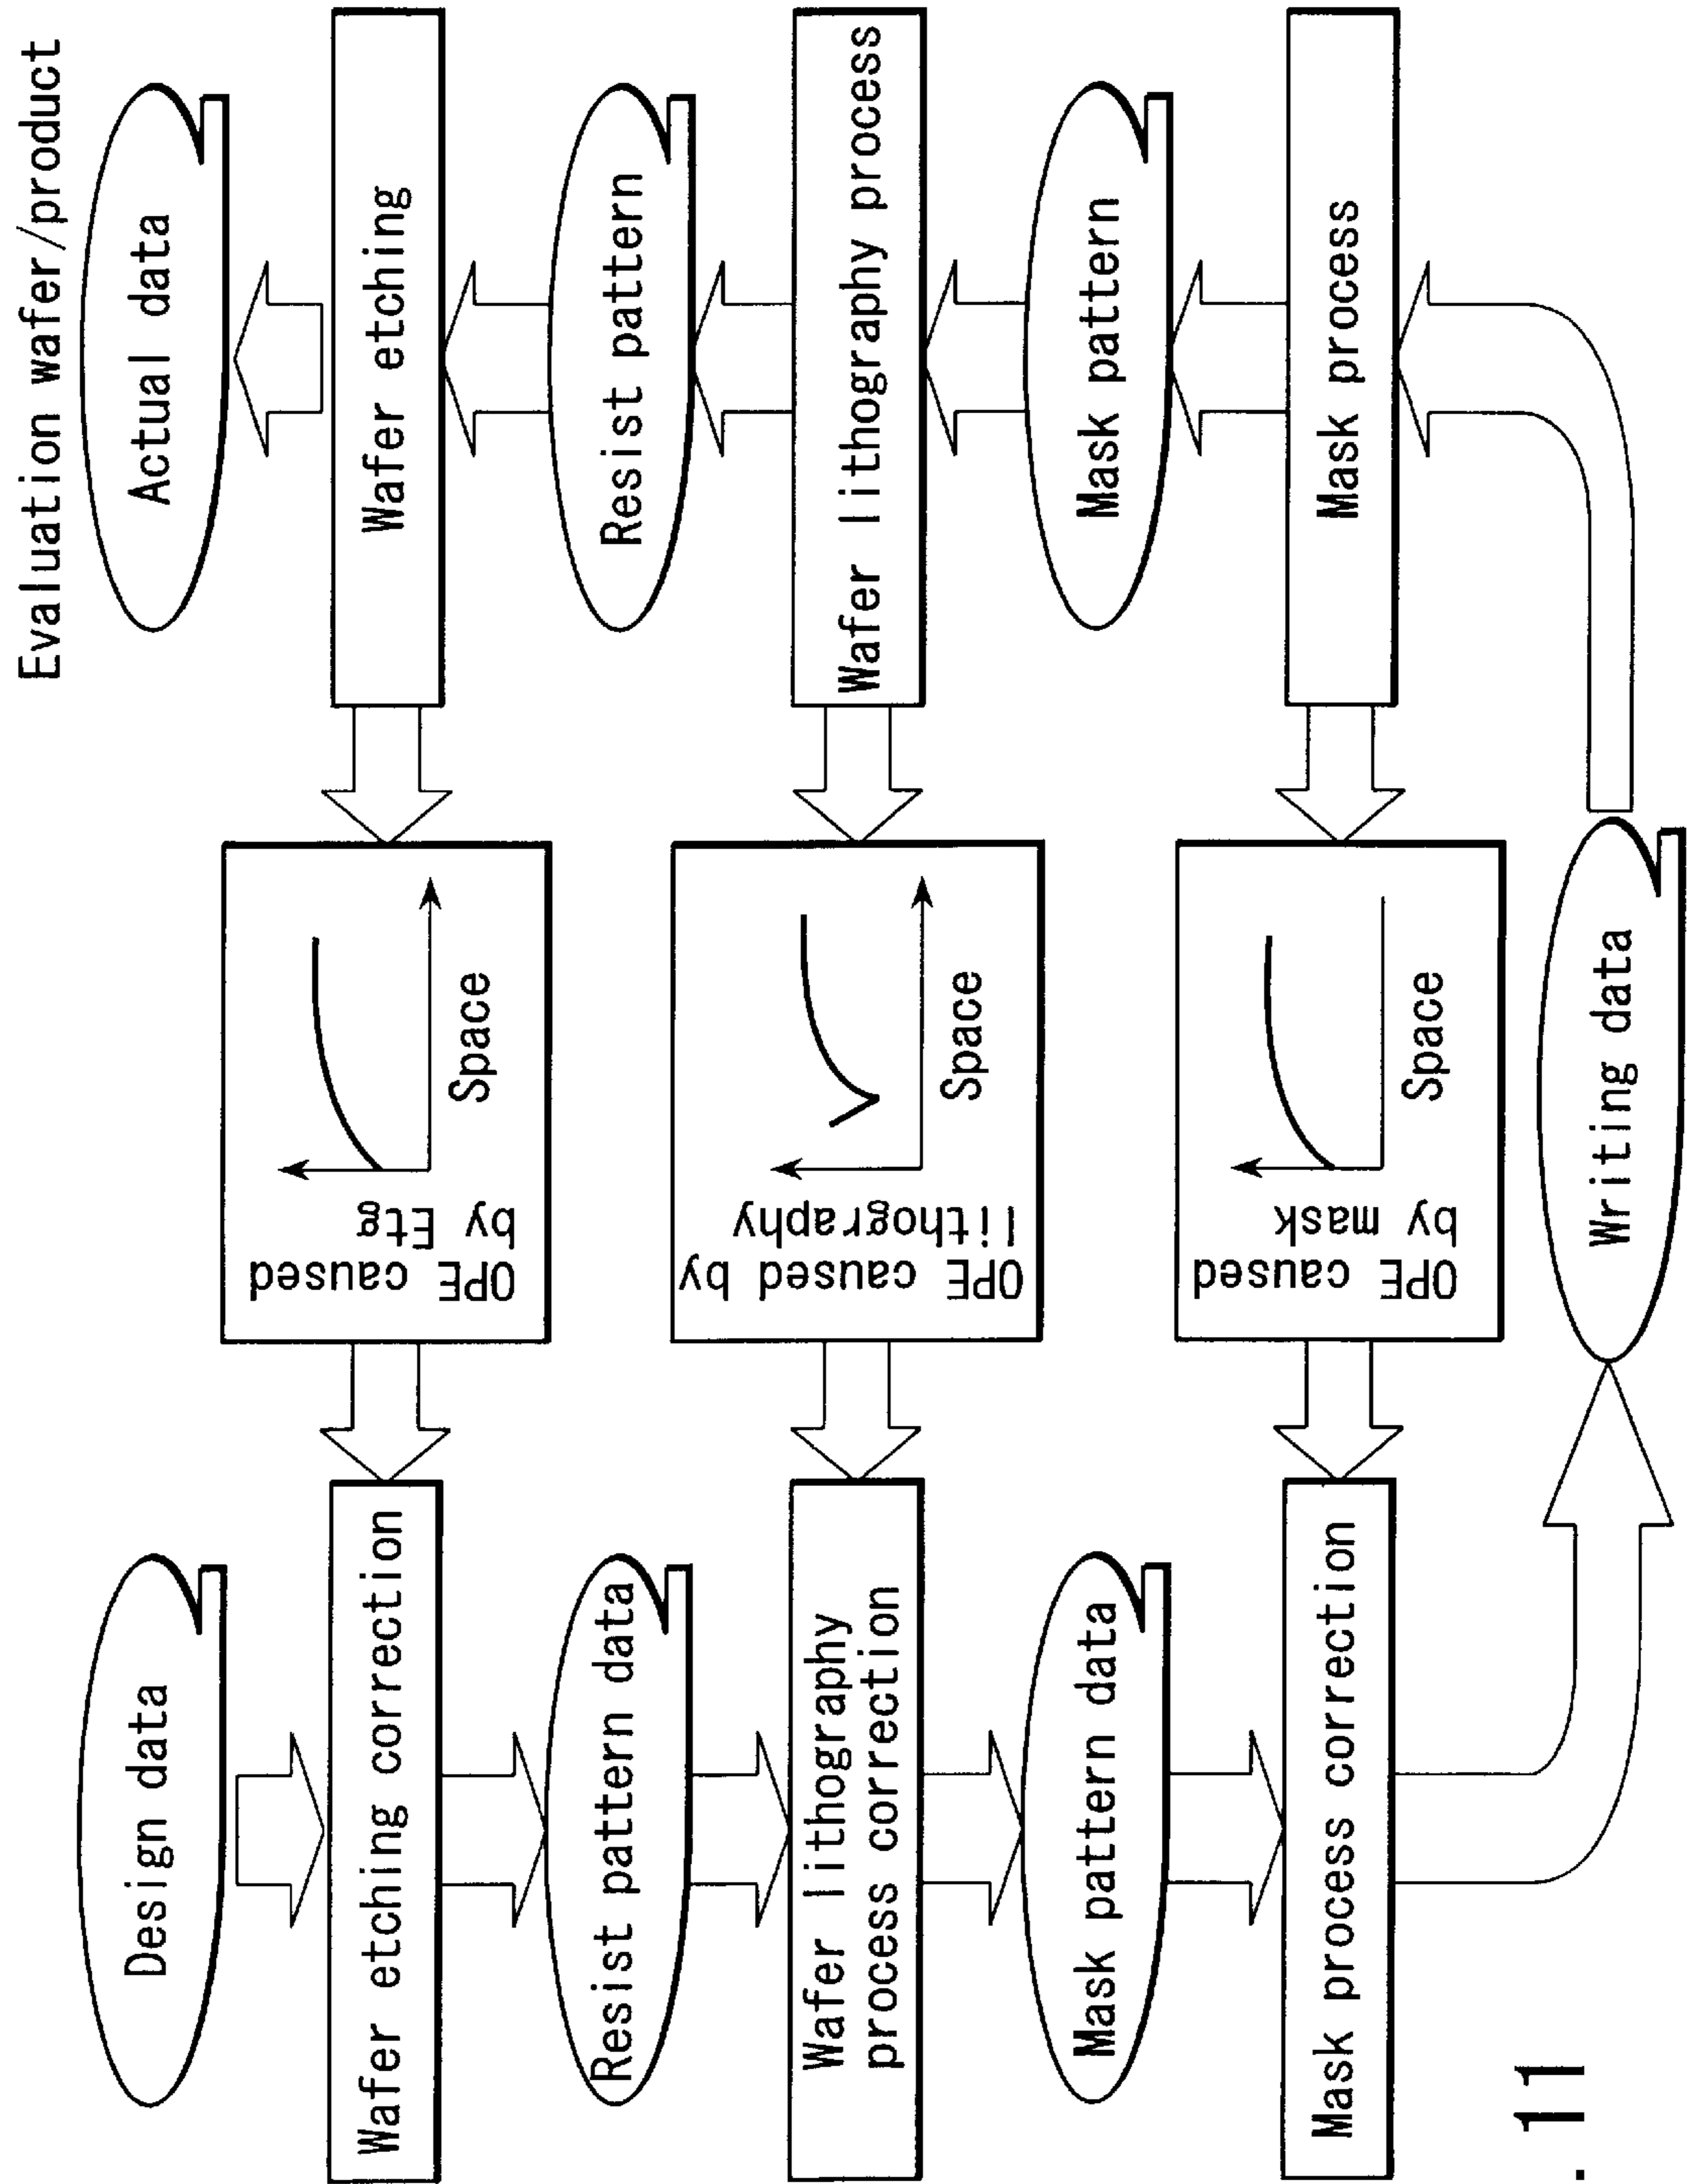 Evaluation wafer/product
Design data
Actual data
Wafer etching correction
OPE caused
by Etg
Space
Wafer etching
Resist pattern data
Resist pattern
Wafer lithography
process correction
OPE caused by
lithography
Space
Wafer lithography process
Mask pattern data
Mask pattern
Mask process correction
OPE caused
by mask
Space
Mask process
Writing data
. 11